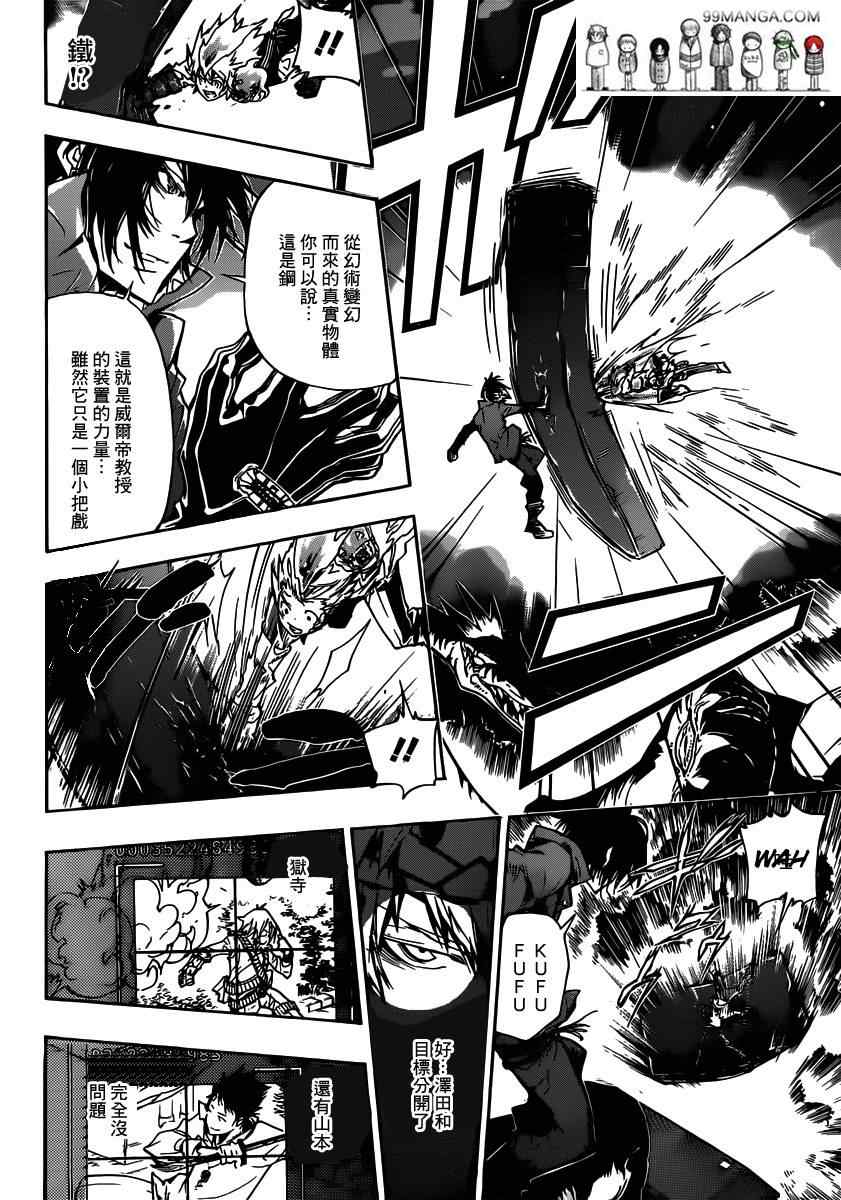 99MANGA.COM
!!
鐵
!?
從幻術變幻
而來的真實物體
你可以說…
這是鋼
這就是威爾帝教授
的裝置的力量…
雖然它只是一個小把戲
!!
WAH
KUFU
FUFU
好…澤田和
目標分開了
獄寺
還有山本
完全沒
問題